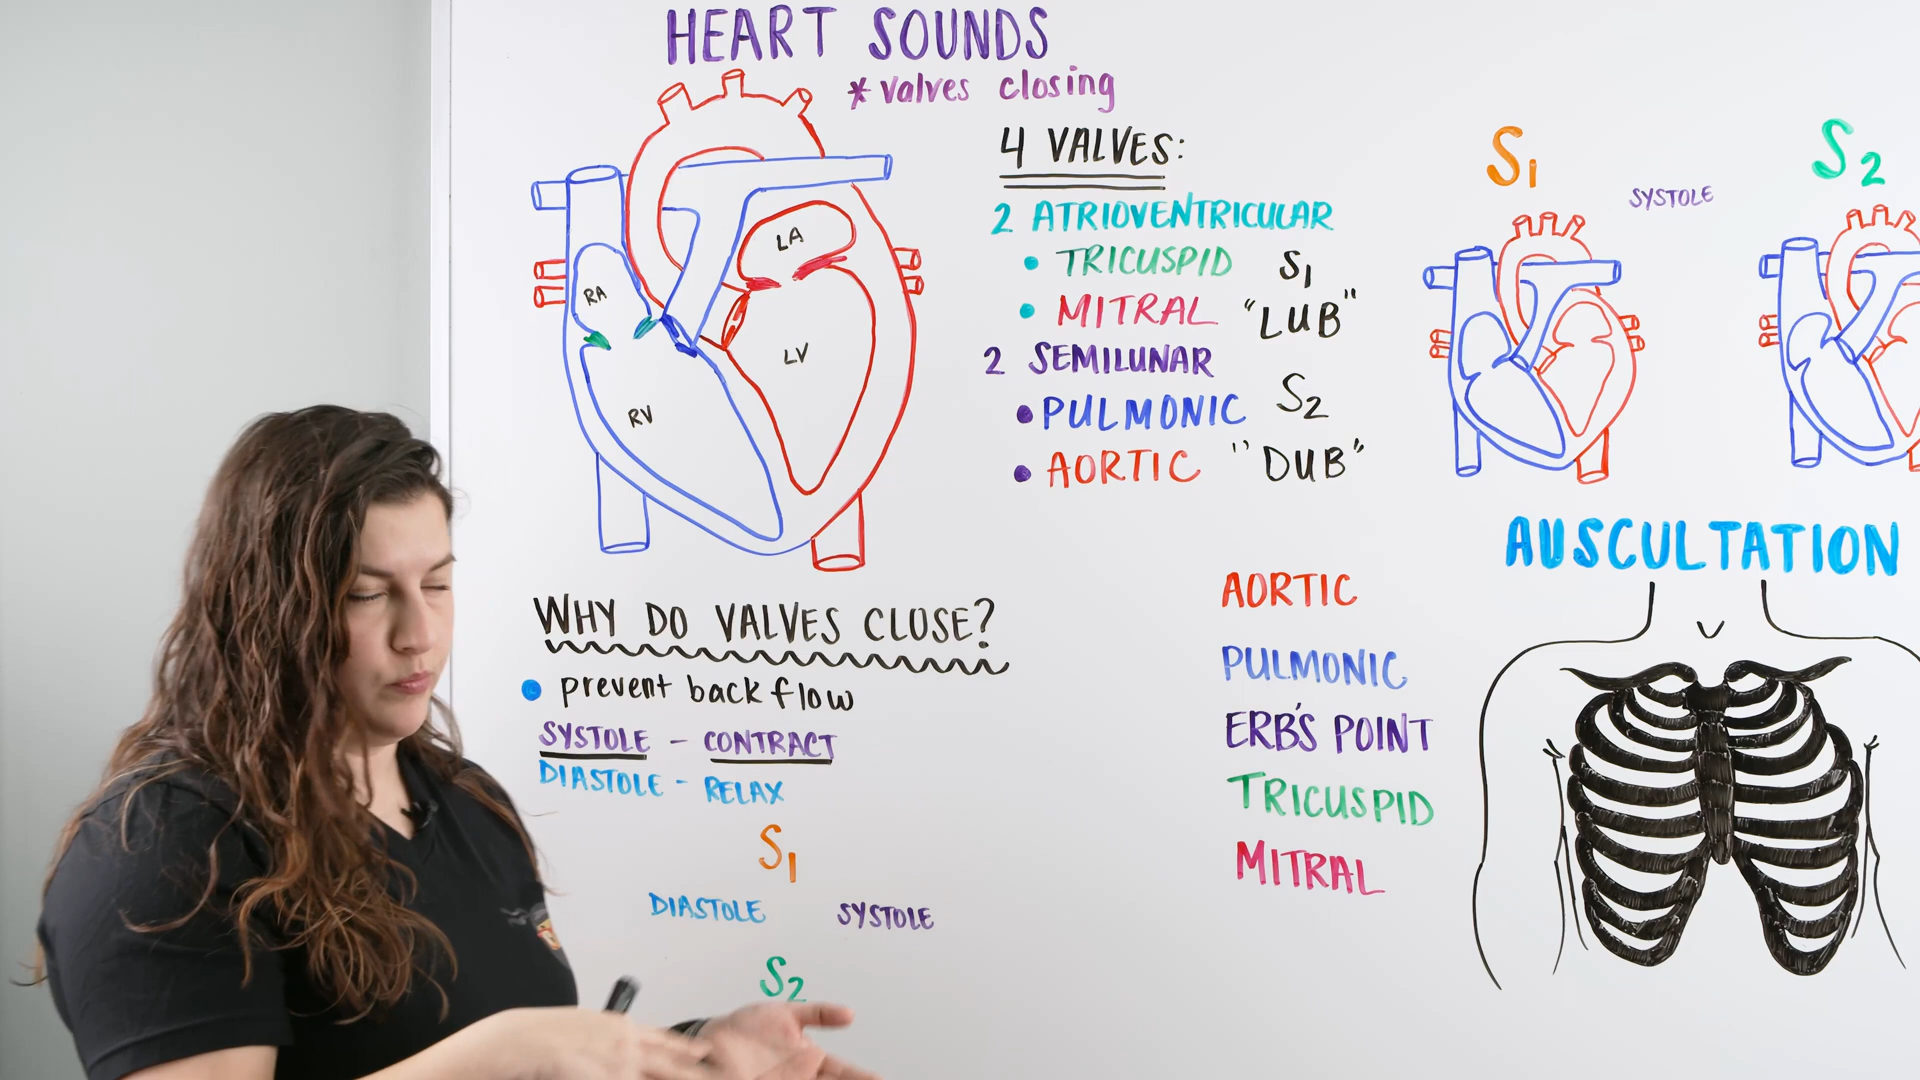 HEART SOUNDS
* valves closing
4 VALVES:
2 ATRIOVENTRICULAR
• TRICUSPID S1
• MITRAL "LUB"
2 SEMILUNAR
• PULMONIC S2
• AORTIC "DUB"
LA
RA
LV
RV
WHY DO VALVES CLOSE?
• prevent backflow
SYSTOLE - CONTRACT
DIASTOLE - RELAX
S1
DIASTOLE SYSTOLE
S2
S1
SYSTOLE
S2
AUSCULTATION
AORTIC
PULMONIC
ERB'S POINT
TRICUSPID
MITRAL